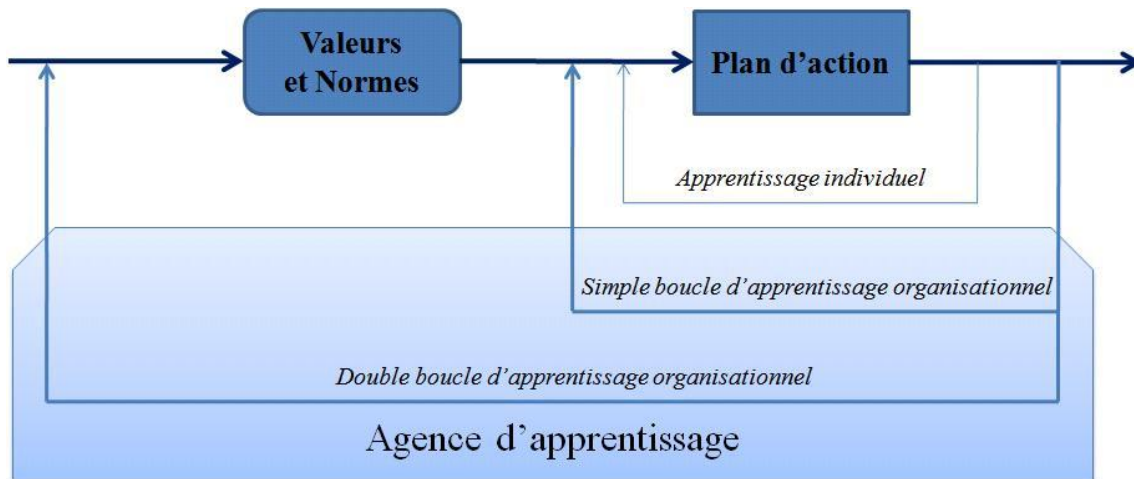 Valeurs
et Normes
Plan d’action
Apprentissage individuel
Simple boucle d’apprentissage organisationnel
Double boucle d’apprentissage organisationnel
Agence d’apprentissage